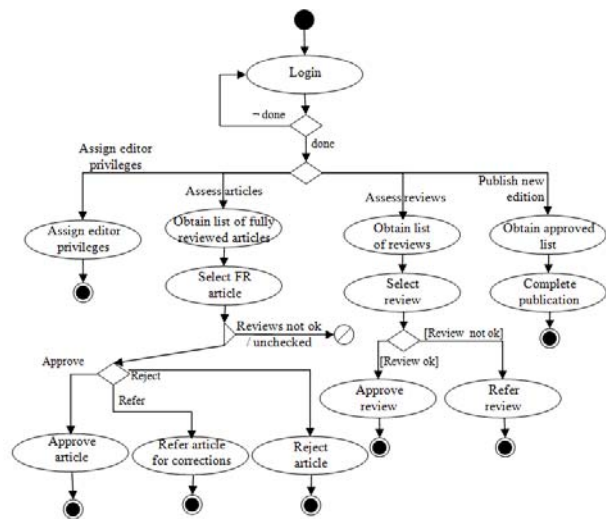 Login
¬ done
done
Assign editor
privileges
Assess articles
Assess reviews
Publish new
edition
Assign editor
privileges
Obtain list of fully
reviewed articles
Obtain list
of reviews
Obtain approved
list
Select FR
article
Select
review
Complete
publication
Reviews not ok
/ unchecked
[Review not ok]
[Review ok]
Approve
Reject
Refer
Approve
review
Refer
review
Approve
article
Refer article
for corrections
Reject
article